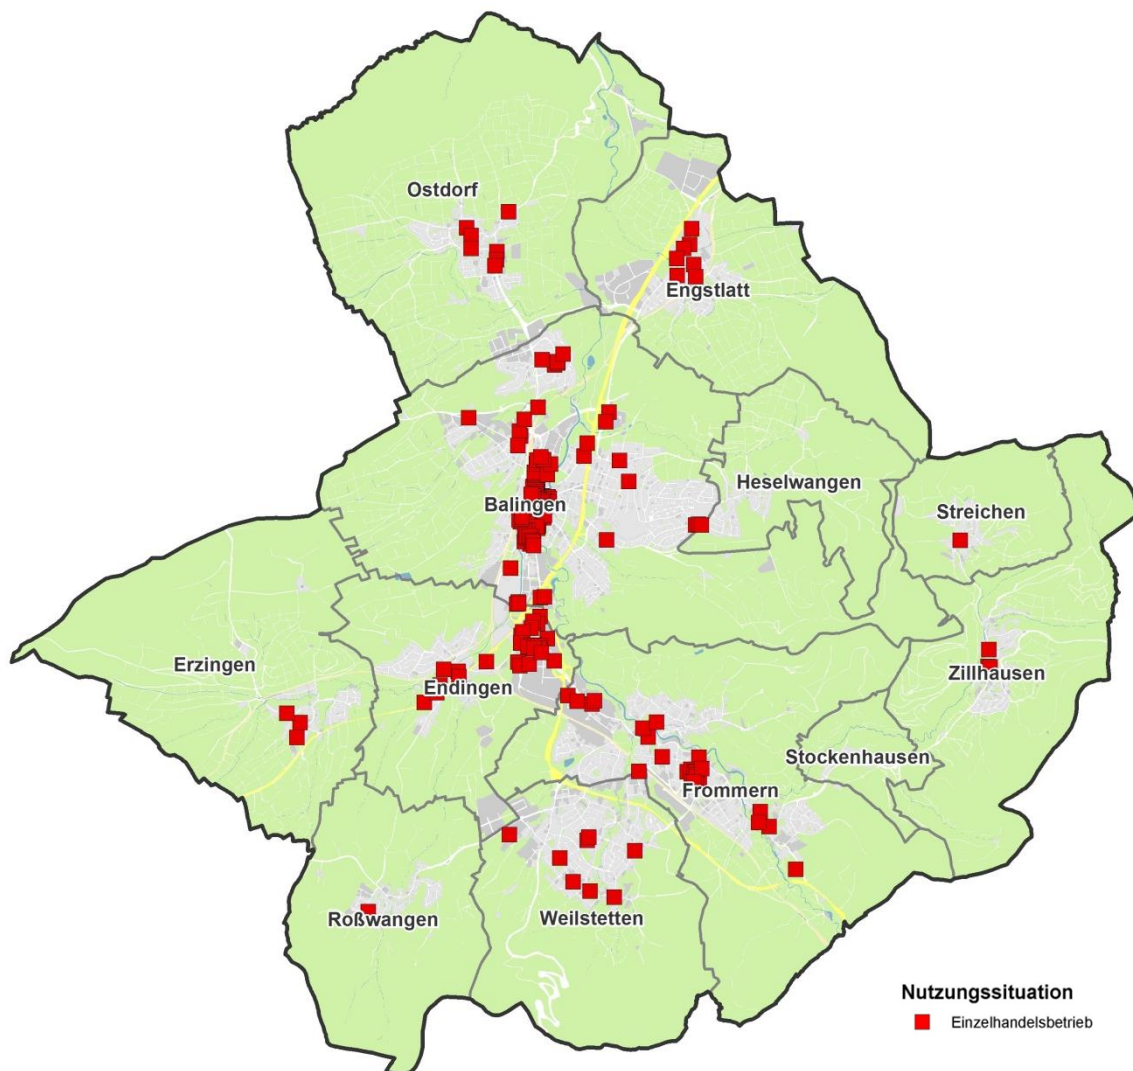 Ostdorf
Engstlatt
Heselwangen
Balingen
Streichen
Erzingen
Endingen
Zillhausen
Stockenhausen
Frommern
Roßwangen
Weilstetten
Nutzungssituation
Einzelhandelsbetrieb